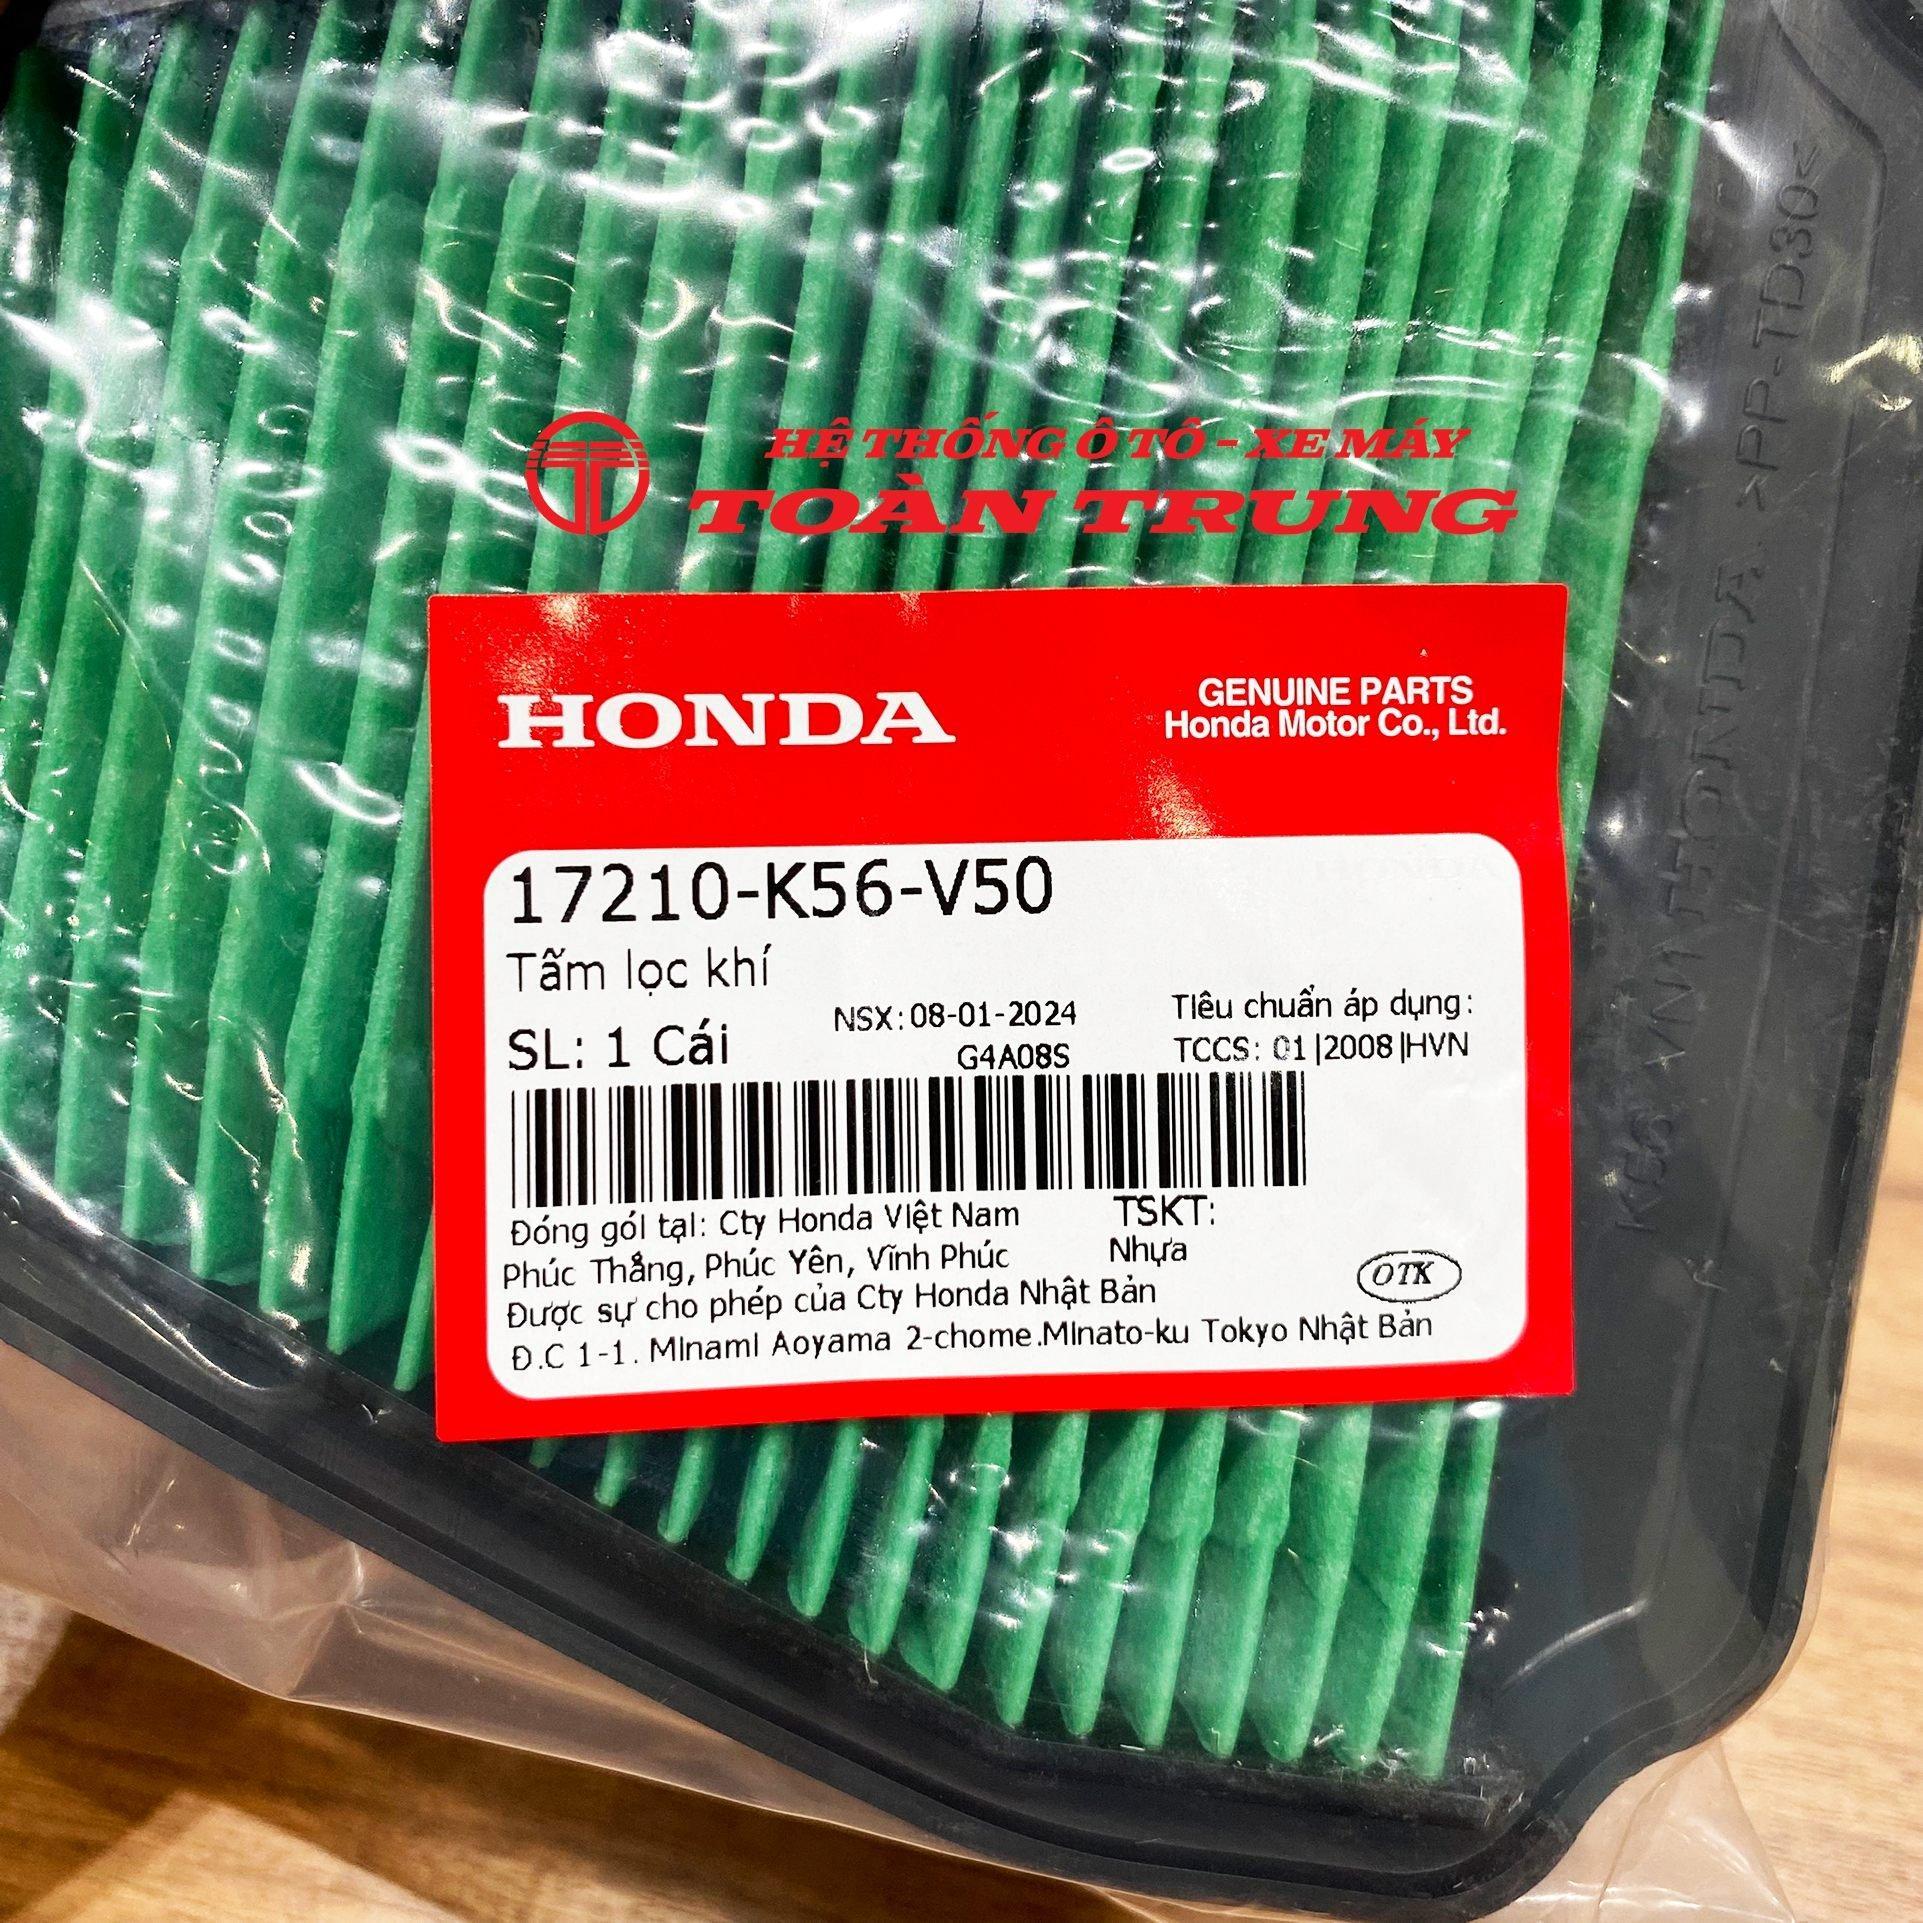 HỆ THỐNG Ô TÔ - XE MÁY
TOÀN TRUNG
HONDA
GENUINE PARTS
Honda Motor Co., Ltd.
17210-K56-V50
Tấm lọc khí
SL: 1 Cái
NSX: 08-01-2024
G4A08S
Tiêu chuẩn áp dụng:
TCCS: 01|2008|HVN
Đóng gói tại: Cty Honda Việt Nam
Phúc Thắng, Phúc Yên, Vĩnh Phúc
Được sự cho phép của Cty Honda Nhật Bản
Đ.C 1-1. Minami Aoyama 2-chome.Minato-ku Tokyo Nhật Bản
TSKT:
Nhựa
OTK
K56 VN1 HONDA >PP-TD30<